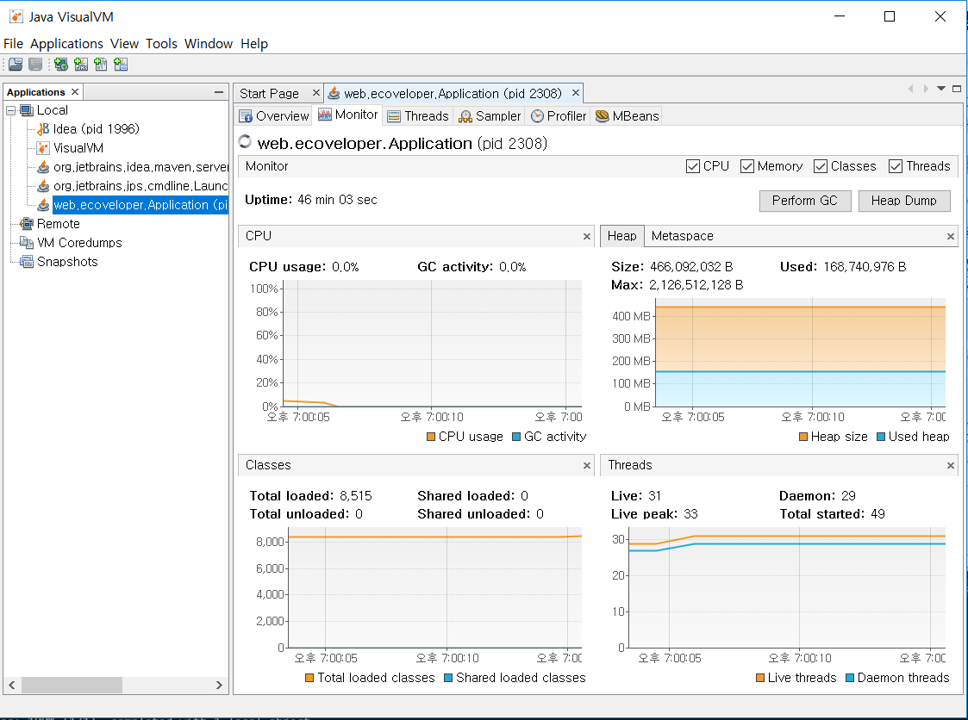 Java VisualVM
File Applications View Tools Window Help
Applications
Local
Idea (pid 1996)
VisualVM
org.jetbrains.idea.maven.server
org.jetbrains.jps.cmdline.Launc
web.ecoveloper.Application (pi
Remote
VM Coredumps
Snapshots
Start Page web.ecoveloper.Application (pid 2308)
Overview Monitor Threads Sampler Profiler MBeans
web.ecoveloper.Application (pid 2308)
Monitor CPU Memory Classes Threads
Uptime: 46 min 03 sec Perform GC Heap Dump
CPU
CPU usage: 0.0% GC activity: 0.0%
100%
80%
60%
40%
20%
0%
오후 7:00:05 오후 7:00:10 오후 7:00
CPU usage GC activity
Heap Metaspace
Size: 466,092,032 B Used: 168,740,976 B
Max: 2,126,512,128 B
400 MB
300 MB
200 MB
100 MB
0 MB
오후 7:00:05 오후 7:00:10 오후 7:00
Heap size Used heap
Classes
Total loaded: 8,515 Shared loaded: 0
Total unloaded: 0 Shared unloaded: 0
8,000
6,000
4,000
2,000
0
오후 7:00:05 오후 7:00:10 오후 7:00
Total loaded classes Shared loaded classes
Threads
Live: 31 Daemon: 29
Live peak: 33 Total started: 49
30
20
10
0
오후 7:00:05 오후 7:00:10 오후 7:00
Live threads Daemon threads